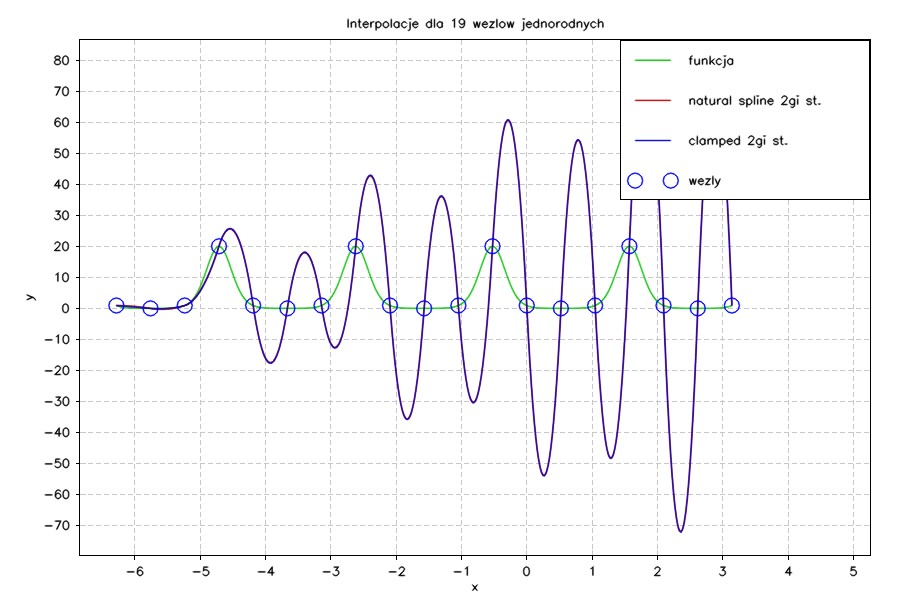 Interpolacje dla 19 wezlow jednorodnych
funkcja
natural spline 2gi st.
clamped 2gi st.
wezly
y
80
70
60
50
40
30
20
10
0
−10
−20
−30
−40
−50
−60
−70
−6 −5 −4 −3 −2 −1 0 1 2 3 4 5
x